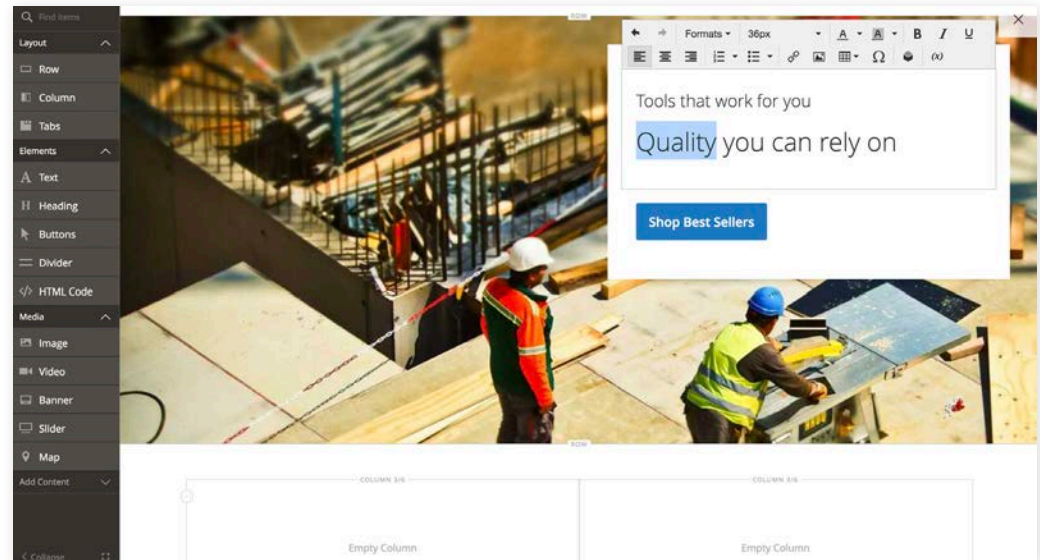 Find items
Layout
Row
Column
Tabs
Elements
Text
Heading
Buttons
Divider
HTML Code
Media
Image
Video
Banner
Slider
Map
Add Content
Collapse
ROW
Formats 36px A A B I U
Ω (x)
Tools that work for you
Quality you can rely on
Shop Best Sellers
ROW
COLUMN 3/6 COLUMN 3/6
Empty Column Empty Column